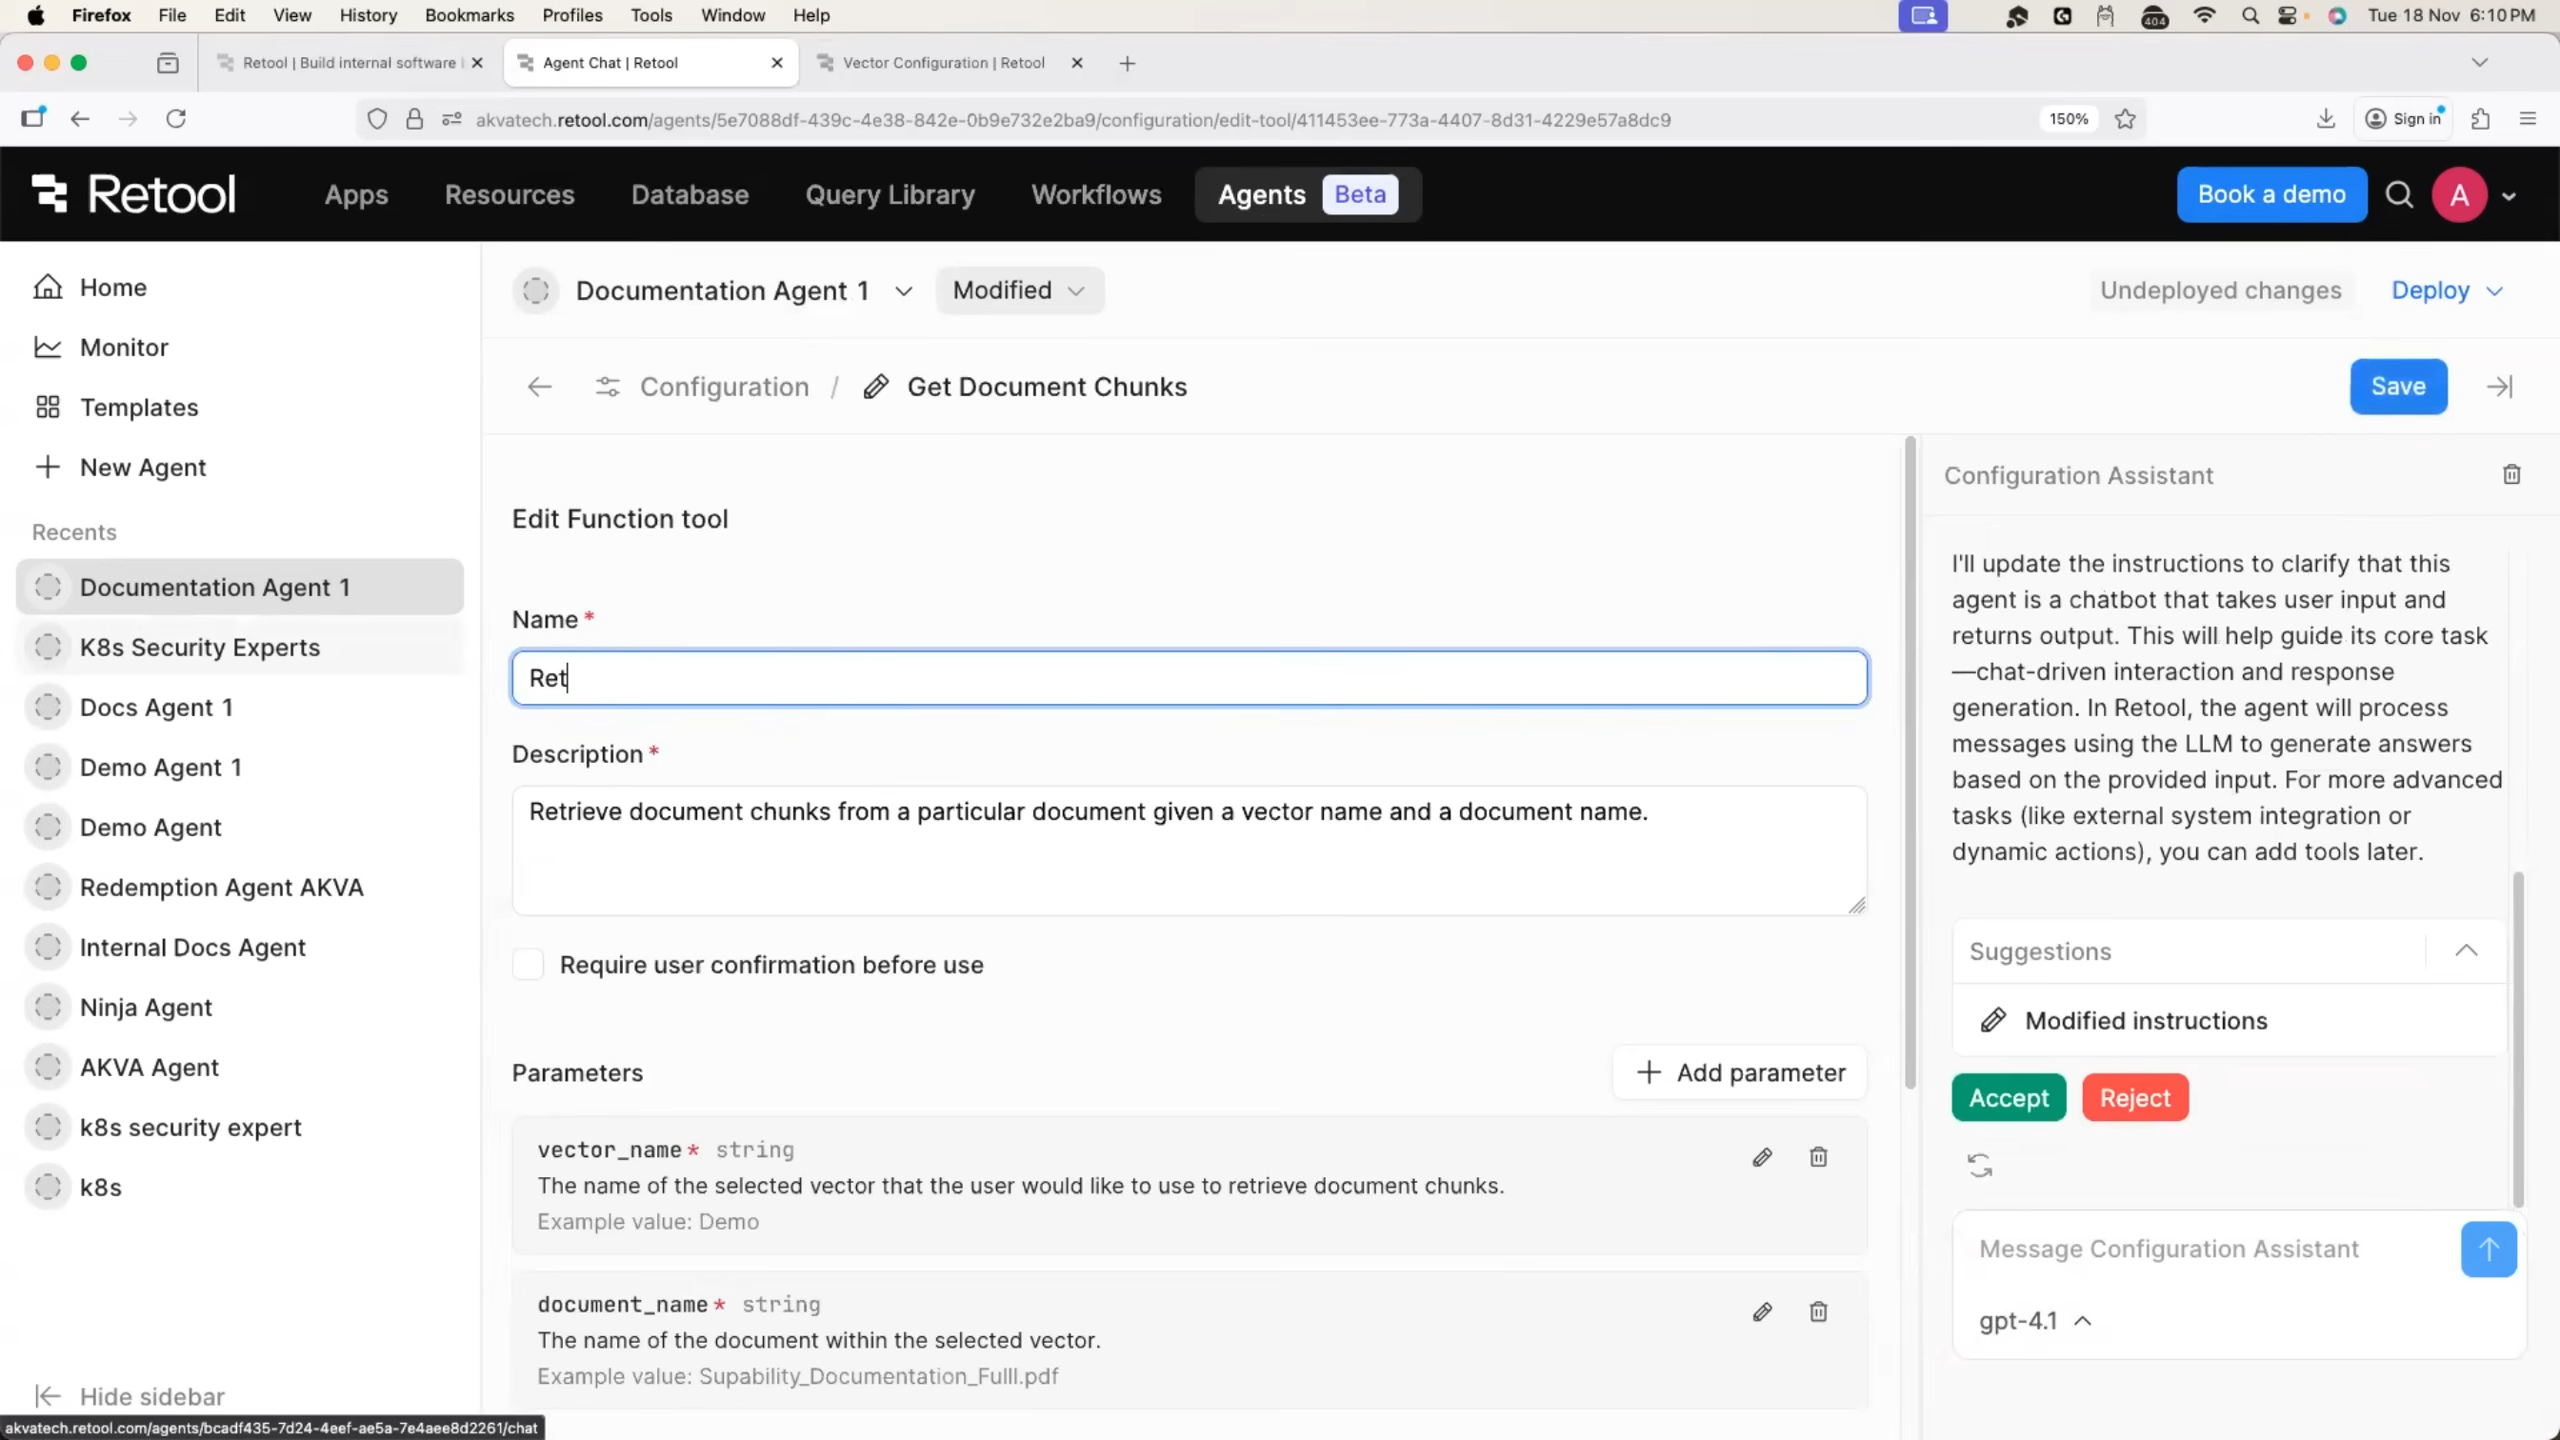 Firefox File Edit View History Bookmarks Profiles Tools Window Help
404
Tue 18 Nov 6:10 PM
Retool | Build internal software
Agent Chat | Retool
Vector Configuration | Retool
akvatech.retool.com/agents/5e7088df-439c-4e38-842e-0b9e732e2ba9/configuration/edit-tool/411453ee-773a-4407-8d31-4229e57a8dc9
150%
Sign in
Retool
Apps
Resources
Database
Query Library
Workflows
Agents Beta
Book a demo
A
Home
Monitor
Templates
New Agent
Recents
Documentation Agent 1
K8s Security Experts
Docs Agent 1
Demo Agent 1
Demo Agent
Redemption Agent AKVA
Internal Docs Agent
Ninja Agent
AKVA Agent
k8s security expert
k8s
Hide sidebar
akvatech.retool.com/agents/bcadf435-7d24-4eef-ae5a-7e4aee8d2261/chat
Documentation Agent 1
Modified
Undeployed changes
Deploy
Configuration / Get Document Chunks
Save
Edit Function tool
Name *
Ret
Description *
Retrieve document chunks from a particular document given a vector name and a document name.
Require user confirmation before use
Parameters
Add parameter
vector_name* string
The name of the selected vector that the user would like to use to retrieve document chunks.
Example value: Demo
document_name* string
The name of the document within the selected vector.
Example value: Supability_Documentation_Fulll.pdf
Configuration Assistant
I'll update the instructions to clarify that this
agent is a chatbot that takes user input and
returns output. This will help guide its core task
—chat-driven interaction and response
generation. In Retool, the agent will process
messages using the LLM to generate answers
based on the provided input. For more advanced
tasks (like external system integration or
dynamic actions), you can add tools later.
Suggestions
Modified instructions
Accept
Reject
Message Configuration Assistant
gpt-4.1